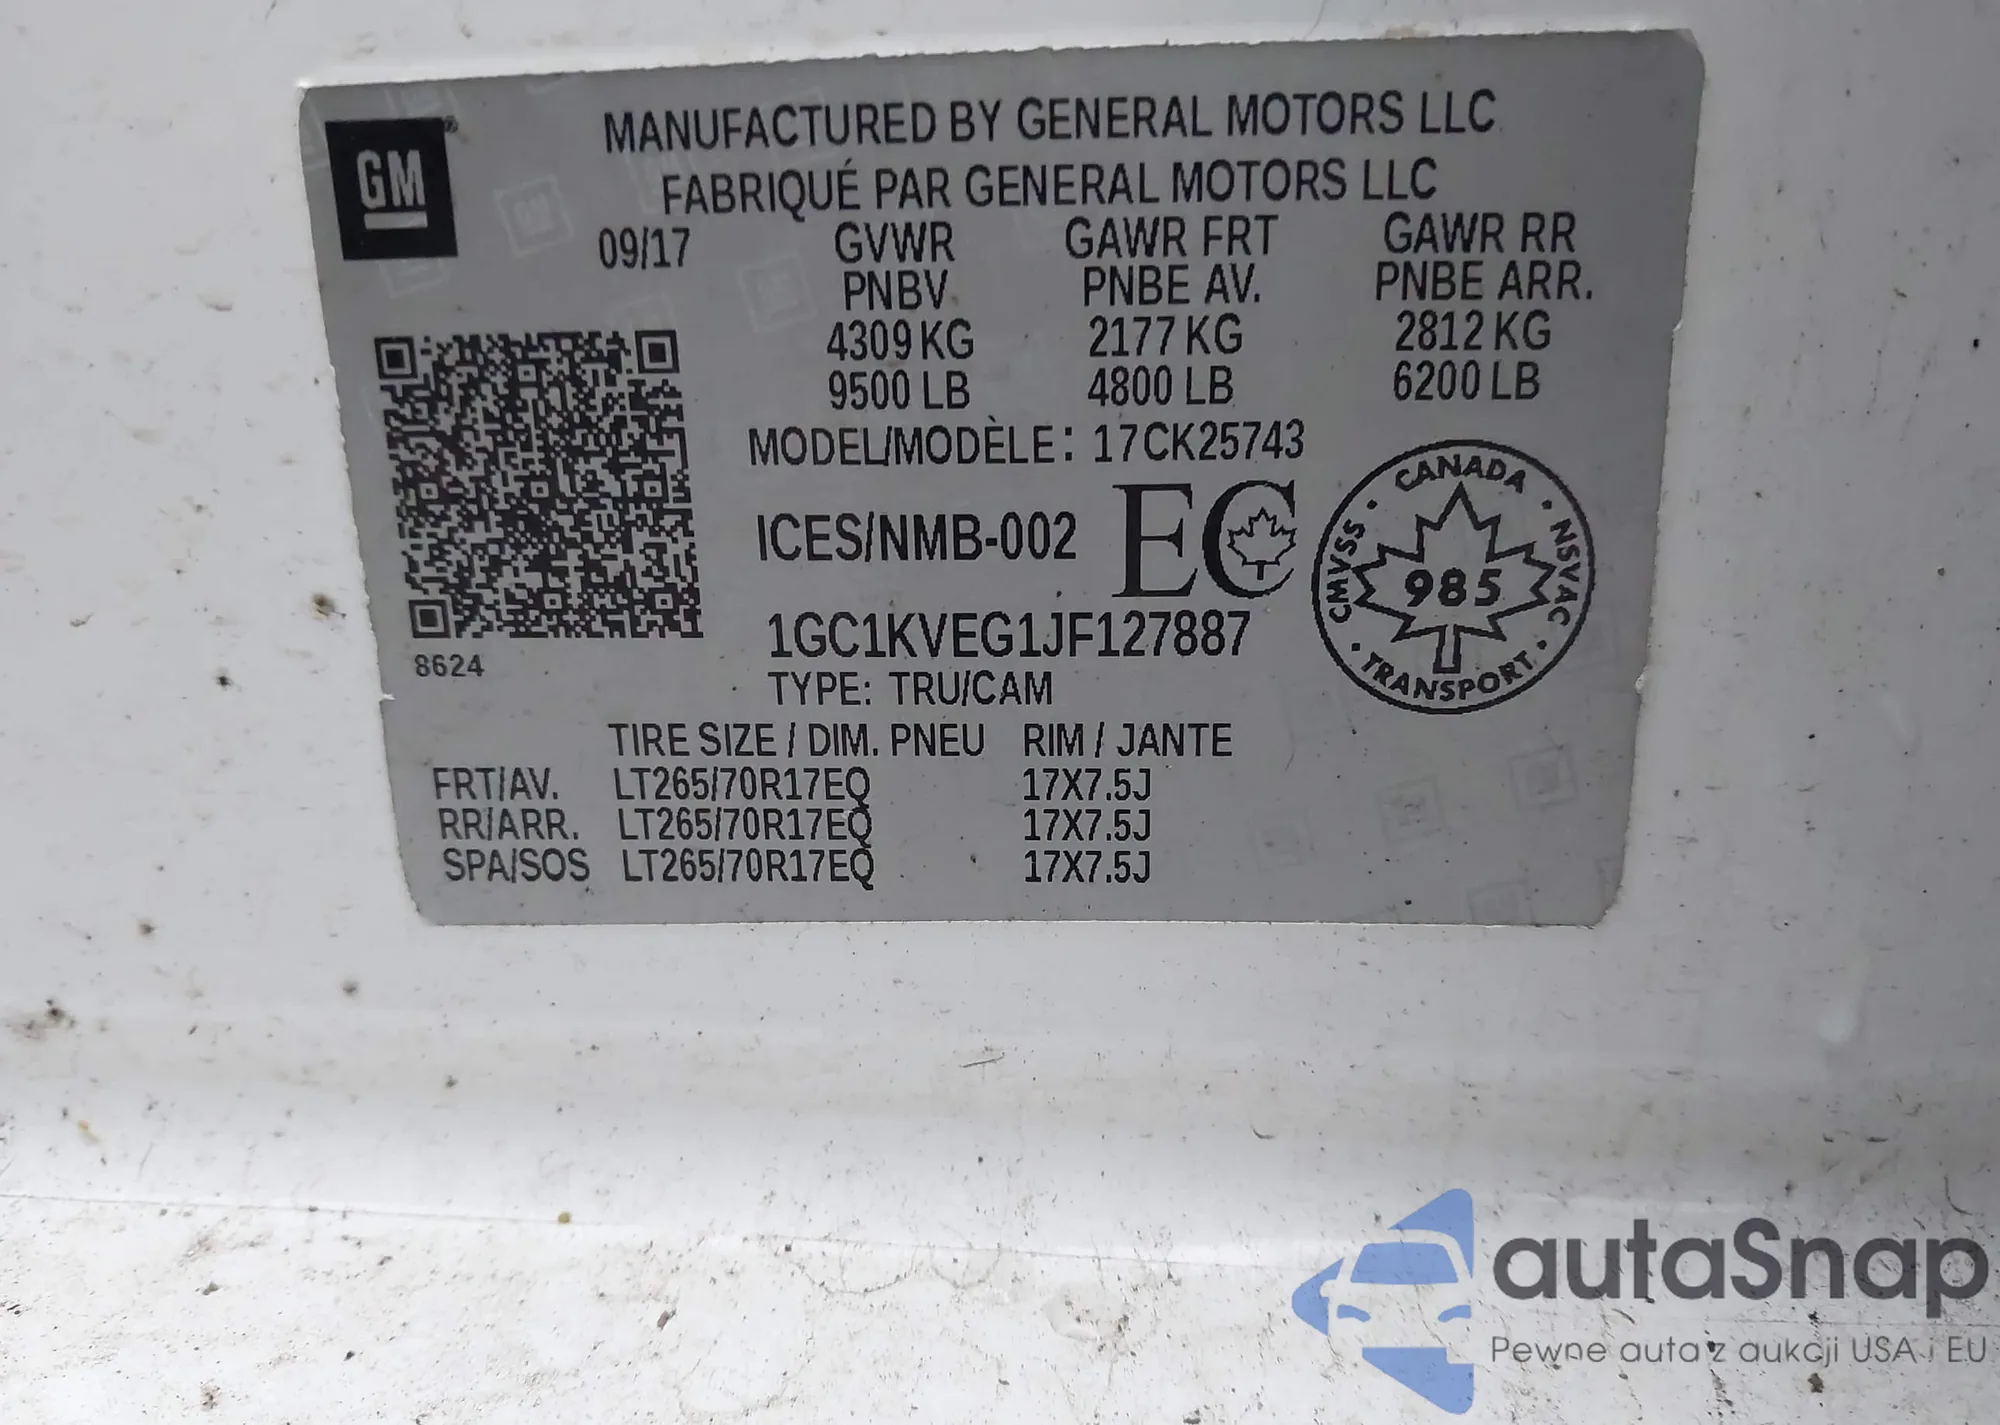 GM
MANUFACTURED BY GENERAL MOTORS LLC
FABRIQUÉ PAR GENERAL MOTORS LLC
09/17 GVWR GAWR FRT GAWR RR
PNBV PNBE AV. PNBE ARR.
4309 KG 2177 KG 2812 KG
9500 LB 4800 LB 6200 LB
MODEL/MODÈLE: 17CK25743
ICES/NMB-002 EC
CANADA
CMVSS 985 NSVAC
TRANSPORT
1GC1KVEG1JF127887
8624
TYPE: TRU/CAM
TIRE SIZE / DIM. PNEU RIM / JANTE
FRT/AV. LT265/70R17EQ 17X7.5J
RR/ARR. LT265/70R17EQ 17X7.5J
SPA/SOS LT265/70R17EQ 17X7.5J
autaSnap
Pewne auta z aukcji USA i EU